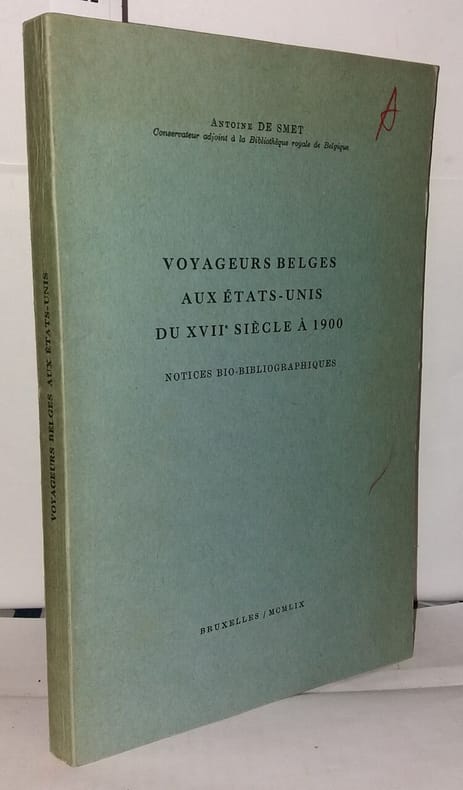 Antoine DE SMET
Conservateur adjoint à la Bibliothèque royale de Belgique
A
VOYAGEURS BELGES
AUX ÉTATS-UNIS
DU XVIIe SIÈCLE À 1900
NOTICES BIO-BIBLIOGRAPHIQUES
BRUXELLES / MCMLIX
VOYAGEURS BELGES AUX ÉTATS-UNIS